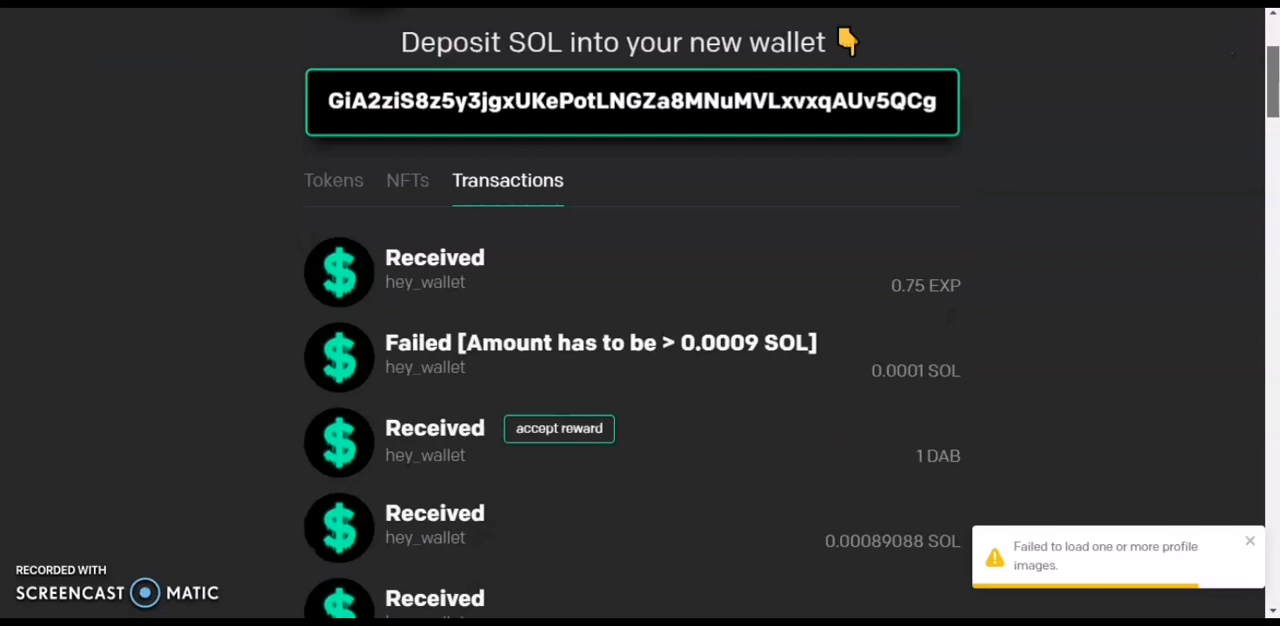 Deposit SOL into your new wallet 👇
GiA2ziS8z5y3jgxUKePotLNGZa8MNuMVLxvxqAUv5QCg
Tokens NFTs Transactions
Received
hey_wallet
0.75 EXP
Failed [Amount has to be > 0.0009 SOL]
hey_wallet
0.0001 SOL
Received accept reward
hey_wallet
1 DAB
Received
hey_wallet
0.00089088 SOL
Received
Failed to load one or more profile
images.
RECORDED WITH
SCREENCAST MATIC